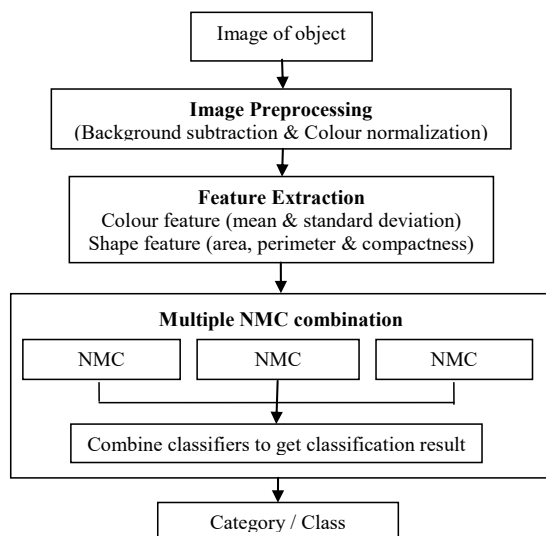 Image of object
Image Preprocessing
(Background subtraction & Colour normalization)
Feature Extraction
Colour feature (mean & standard deviation)
Shape feature (area, perimeter & compactness)
Multiple NMC combination
NMC
NMC
NMC
Combine classifiers to get classification result
Category / Class